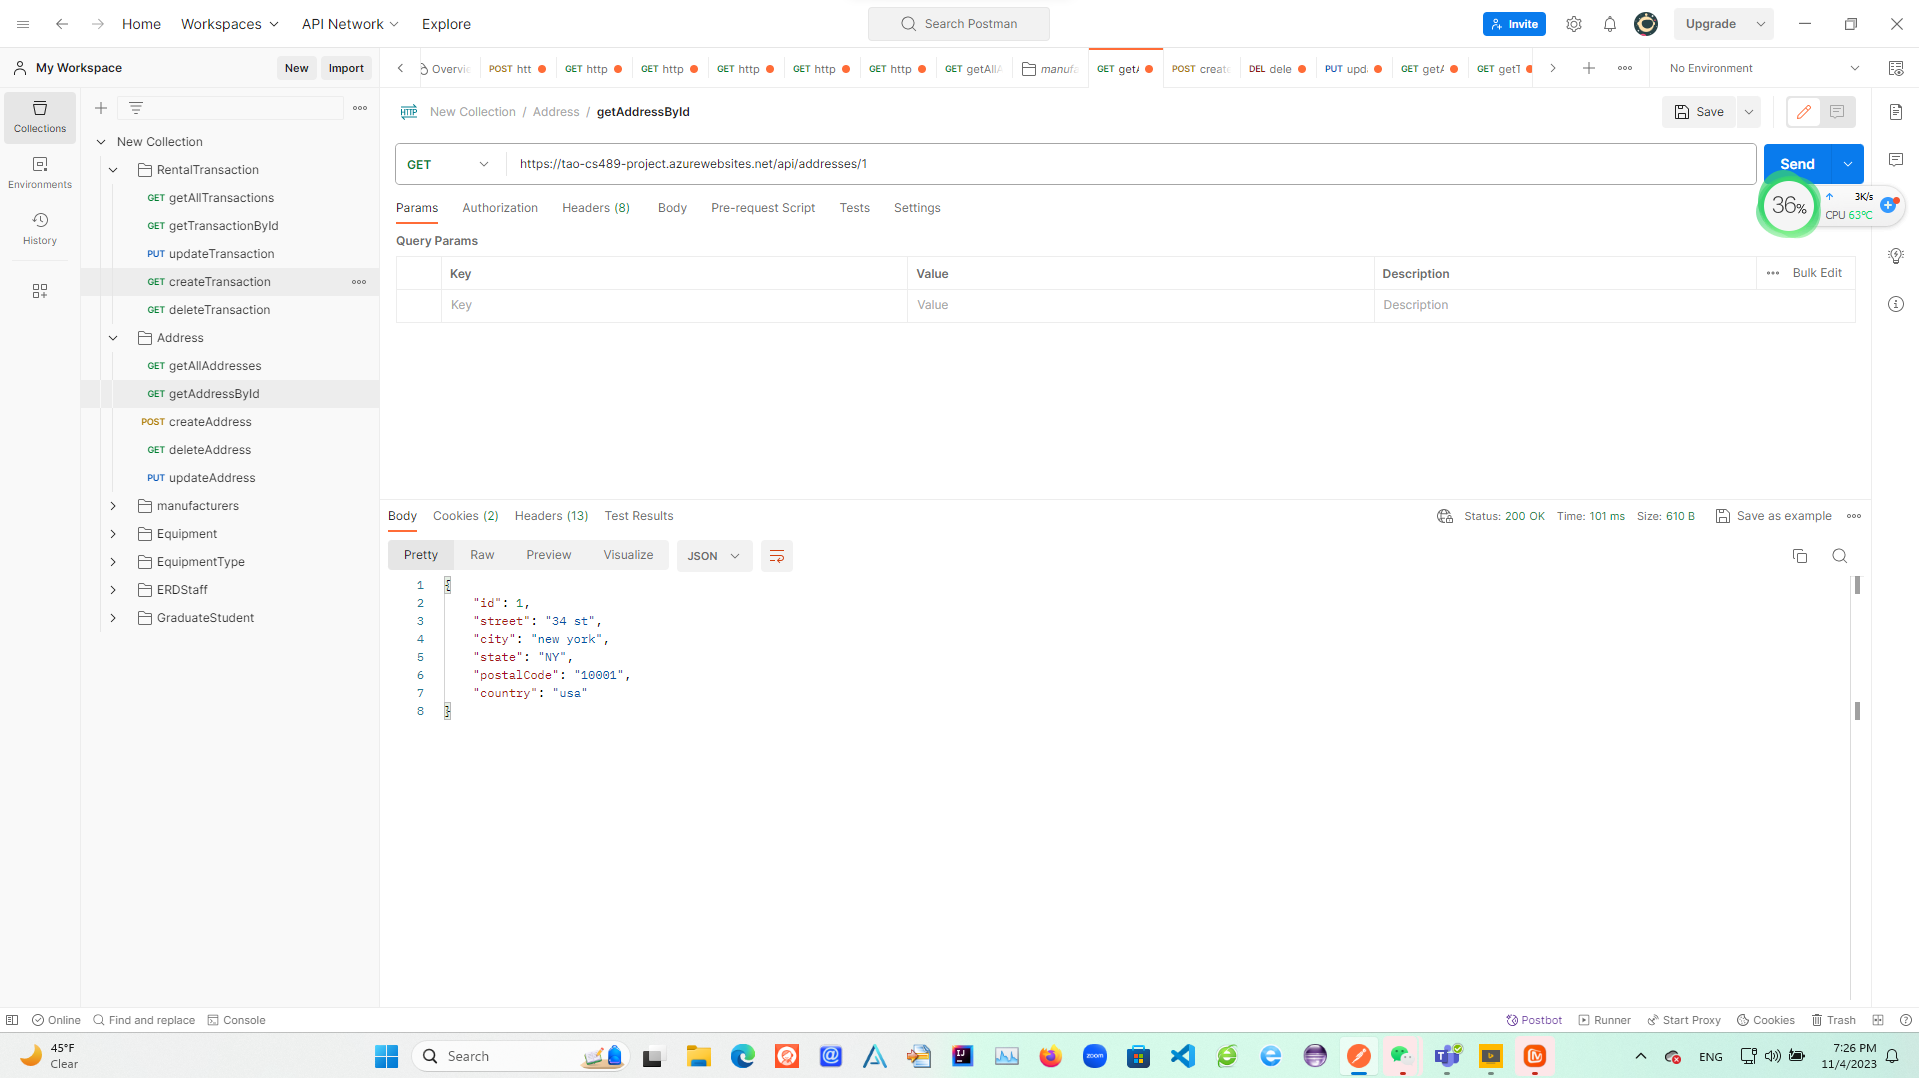 Home Workspaces API Network Explore Search Postman Invite Upgrade
My Workspace New Import Overvie POST htt GET http GET http GET http GET http GET http GET getAllA manufa GET getA POST create DEL dele PUT upd GET getA GET getT No Environment
Collections
Environments
History
New Collection
RentalTransaction
GET getAllTransactions
GET getTransactionById
PUT updateTransaction
GET createTransaction
GET deleteTransaction
Address
GET getAllAddresses
GET getAddressById
POST createAddress
GET deleteAddress
PUT updateAddress
manufacturers
Equipment
EquipmentType
ERDStaff
GraduateStudent
HTTP New Collection / Address / getAddressById Save
GET https://tao-cs489-project.azurewebsites.net/api/addresses/1 Send
36% 3K/s
CPU 63°C
Params Authorization Headers (8) Body Pre-request Script Tests Settings
Query Params
Key Value Description Bulk Edit
Key Value Description
Body Cookies (2) Headers (13) Test Results Status: 200 OK Time: 101 ms Size: 610 B Save as example
Pretty Raw Preview Visualize JSON
1 {
2 "id": 1,
3 "street": "34 st",
4 "city": "new york",
5 "state": "NY",
6 "postalCode": "10001",
7 "country": "usa"
8 }
Online Find and replace Console Postbot Runner Start Proxy Cookies Trash
45°F
Clear
Search
zoom
ENG
7:26 PM
11/4/2023